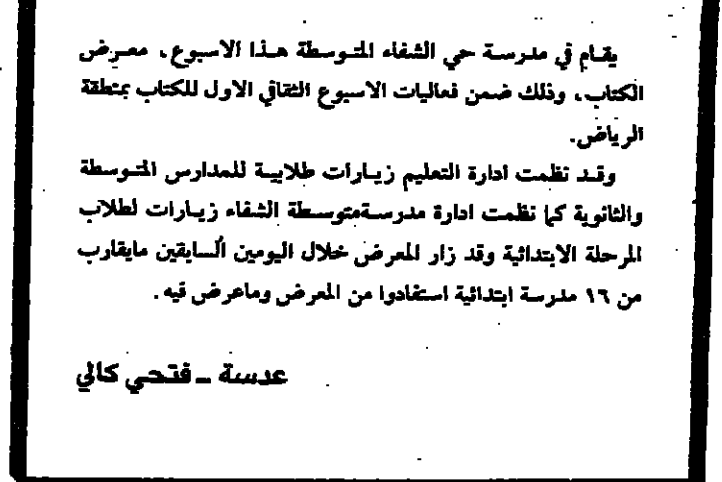 يقام في مدرسة حي الشفاء المتوسطة هذا الاسبوع، معرض
الكتاب، وذلك ضمن فعاليات الاسبوع الثقافي الاول للكتاب بمنطقة
الرياض.
وقد نظمت ادارة التعليم زيارات طلابية للمدارس المتوسطة
والثانوية كما نظمت ادارة مدرسةمتوسطة الشفاء زيارات لطلاب
المرحلة الابتدائية وقد زار المعرض خلال اليومين السابقين مايقارب
من ١٦ مدرسة ابتدائية استفادوا من المعرض وماعرض فيه.
عدسة ــ فتحي كالي